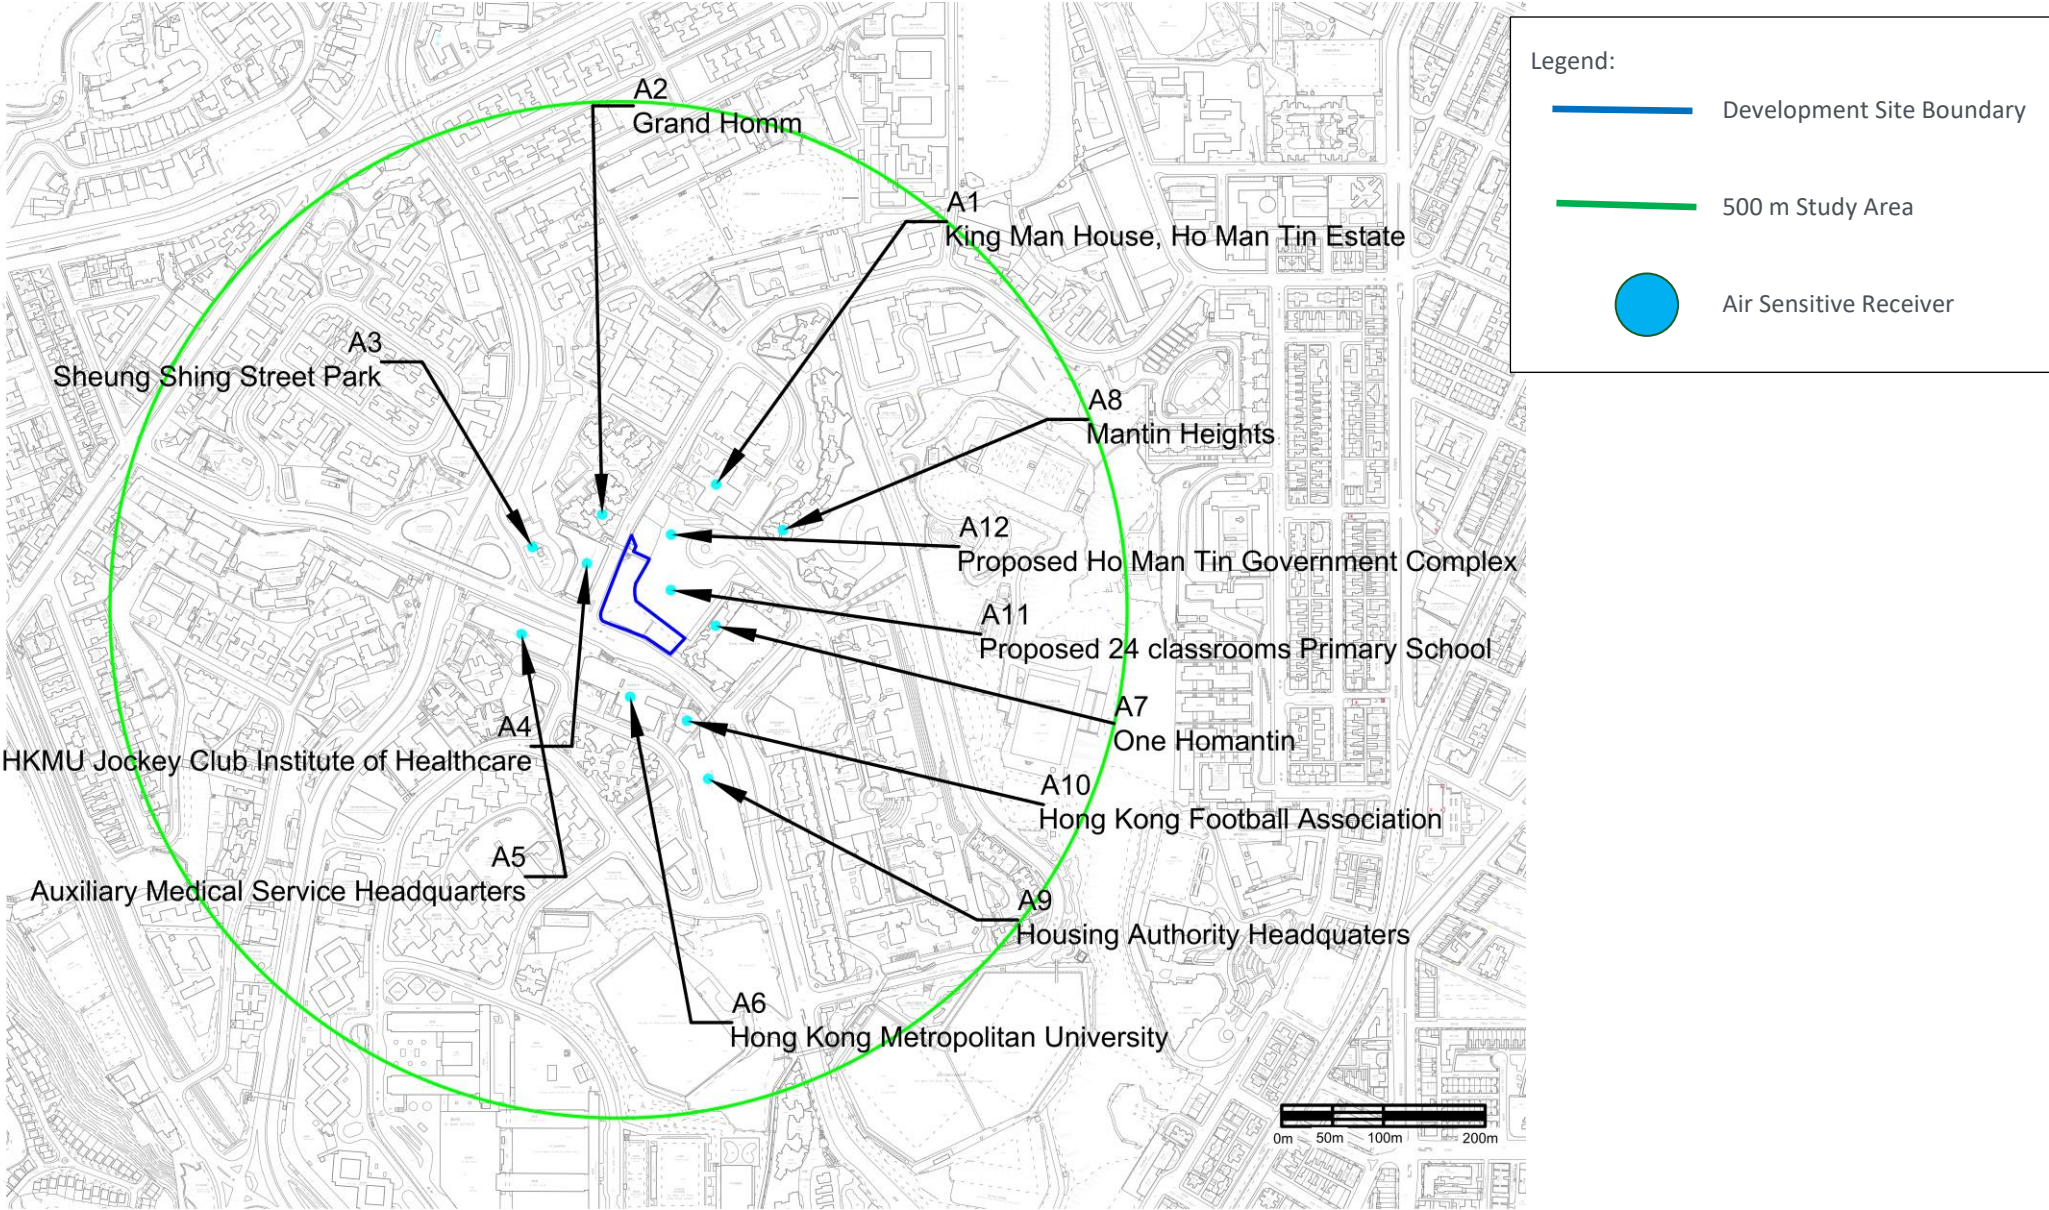 Legend:
Development Site Boundary
500 m Study Area
Air Sensitive Receiver
A2
Grand Homm
A1
King Man House, Ho Man Tin Estate
A3
Sheung Shing Street Park
A8
Mantin Heights
A12
Proposed Ho Man Tin Government Complex
A11
Proposed 24 classrooms Primary School
A7
One Homantin
A4
HKMU Jockey Club Institute of Healthcare
A10
Hong Kong Football Association
A5
Auxiliary Medical Service Headquarters
A9
Housing Authority Headquaters
A6
Hong Kong Metropolitan University
0m 50m 100m 200m